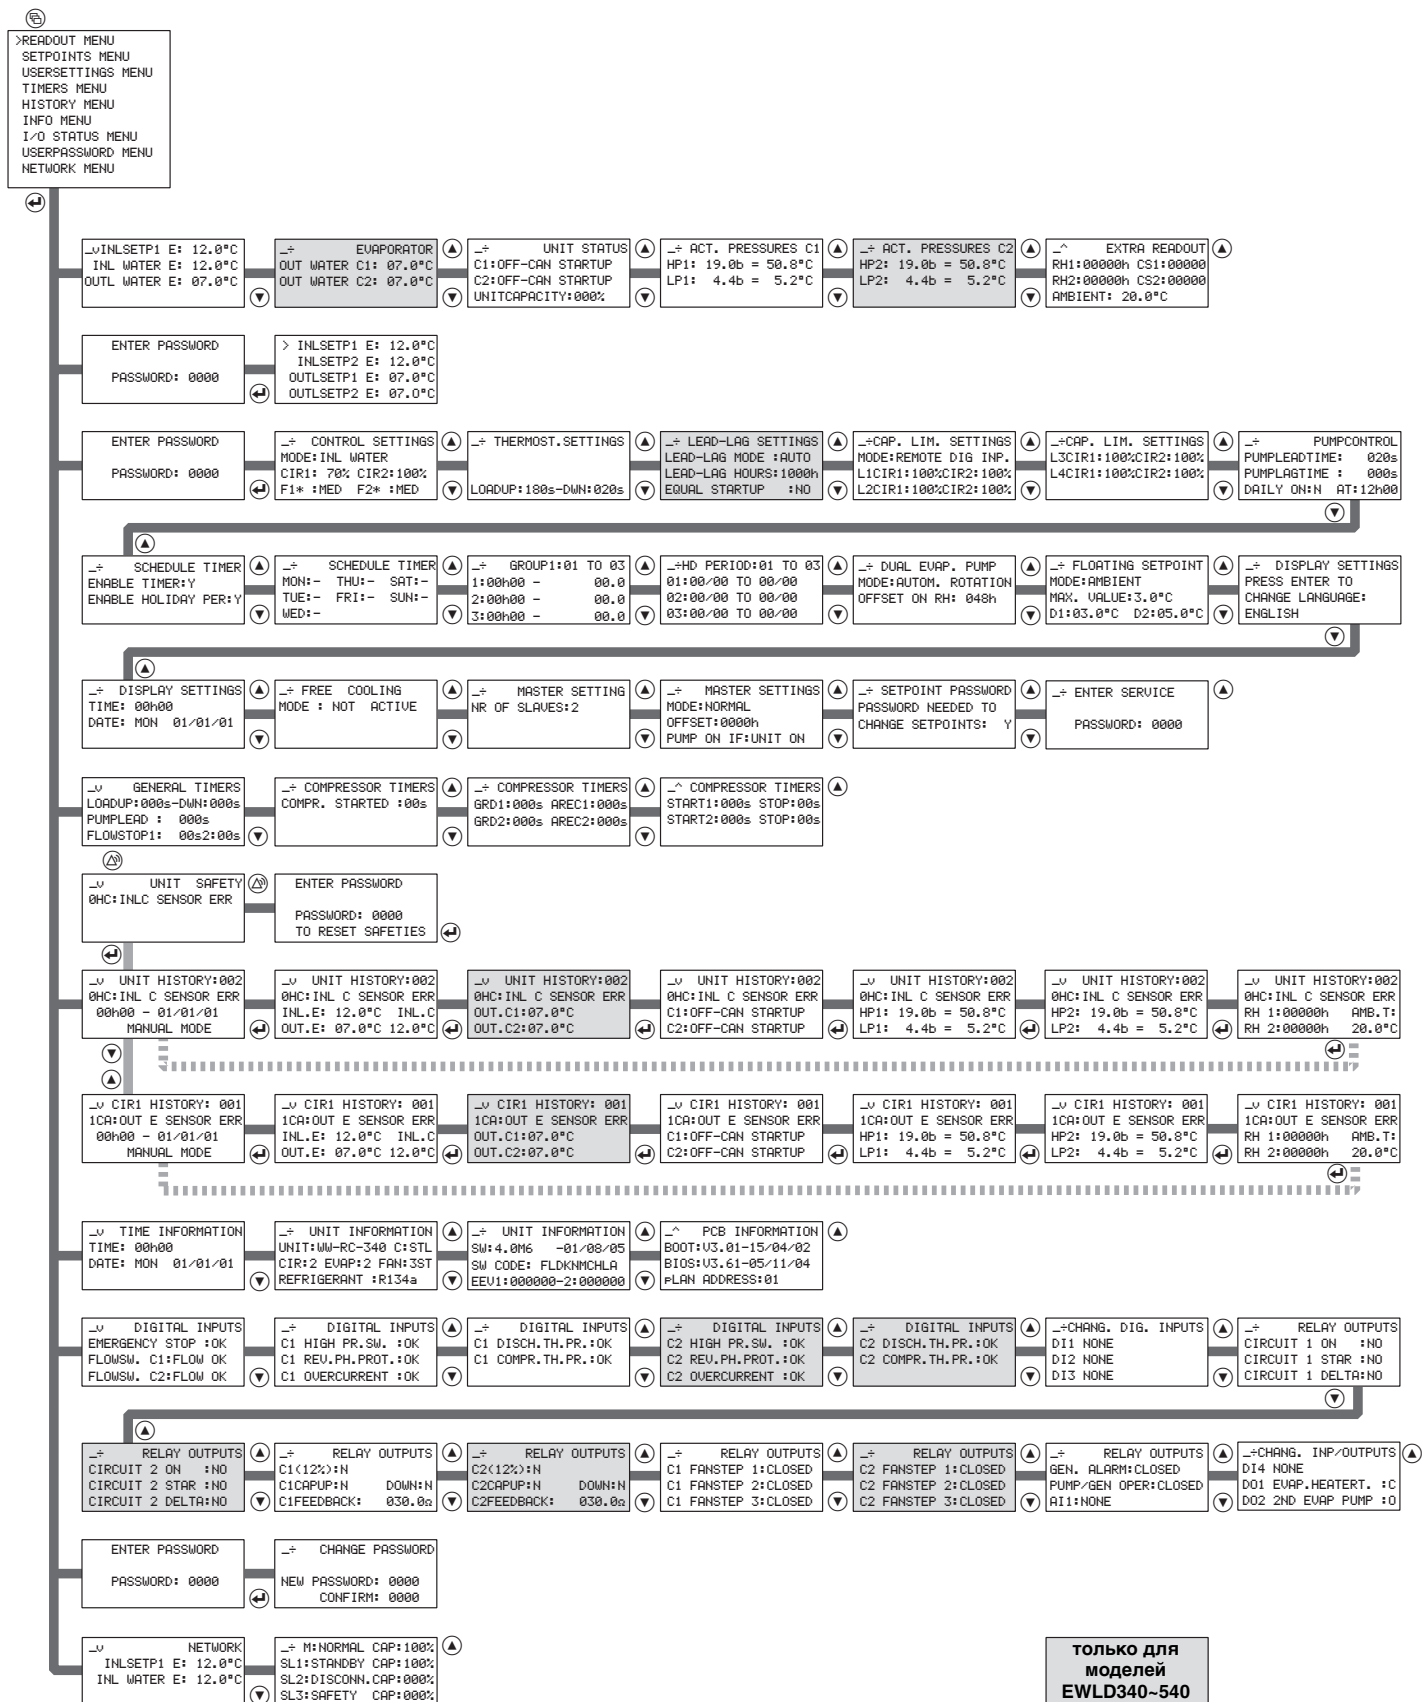 >READOUT MENU
SETPOINTS MENU
USERSETTINGS MENU
TIMERS MENU
HISTORY MENU
INFO MENU
I/O STATUS MENU
USERPASSWORD MENU
NETWORK MENU
_vINLSETP1 E: 12.0°C
INL WATER E: 12.0°C
OUTL WATER E: 07.0°C
_÷ EVAPORATOR
OUT WATER C1: 07.0°C
OUT WATER C2: 07.0°C
_÷ UNIT STATUS
C1:OFF-CAN STARTUP
C2:OFF-CAN STARTUP
UNITCAPACITY:000%
_÷ ACT. PRESSURES C1
HP1: 19.0b = 50.8°C
LP1: 4.4b = 5.2°C
_÷ ACT. PRESSURES C2
HP2: 19.0b = 50.8°C
LP2: 4.4b = 5.2°C
_^ EXTRA READOUT
RH1:00000h CS1:00000
RH2:00000h CS2:00000
AMBIENT: 20.0°C
ENTER PASSWORD
PASSWORD: 0000
> INLSETP1 E: 12.0°C
INLSETP2 E: 12.0°C
OUTLSETP1 E: 07.0°C
OUTLSETP2 E: 07.0°C
ENTER PASSWORD
PASSWORD: 0000
_÷ CONTROL SETTINGS
MODE:INL WATER
CIR1: 70% CIR2:100%
F1* :MED F2* :MED
_÷ THERMOST.SETTINGS
LOADUP:180s-DWN:020s
_÷ LEAD-LAG SETTINGS
LEAD-LAG MODE :AUTO
LEAD-LAG HOURS:1000h
EQUAL STARTUP :NO
_÷CAP. LIM. SETTINGS
MODE:REMOTE DIG INP.
L1CIR1:100%CIR2:100%
L2CIR1:100%CIR2:100%
_÷CAP. LIM. SETTINGS
L3CIR1:100%CIR2:100%
L4CIR1:100%CIR2:100%
_÷ PUMPCONTROL
PUMPLEADTIME: 020s
PUMPLAGTIME : 000s
DAILY ON:N AT:12h00
_÷ SCHEDULE TIMER
ENABLE TIMER:Y
ENABLE HOLIDAY PER:Y
_÷ SCHEDULE TIMER
MON:- THU:- SAT:-
TUE:- FRI:- SUN:-
WED:-
_÷ GROUP1:01 TO 03
1:00h00 - 00.0
2:00h00 - 00.0
3:00h00 - 00.0
_÷HD PERIOD:01 TO 03
01:00/00 TO 00/00
02:00/00 TO 00/00
03:00/00 TO 00/00
_÷ DUAL EVAP. PUMP
MODE:AUTOM. ROTATION
OFFSET ON RH: 048h
_÷ FLOATING SETPOINT
MODE:AMBIENT
MAX. VALUE:3.0°C
D1:03.0°C D2:05.0°C
_÷ DISPLAY SETTINGS
PRESS ENTER TO
CHANGE LANGUAGE:
ENGLISH
_÷ DISPLAY SETTINGS
TIME: 00h00
DATE: MON 01/01/01
_÷ FREE COOLING
MODE : NOT ACTIVE
_÷ MASTER SETTING
NR OF SLAVES:2
_÷ MASTER SETTINGS
MODE:NORMAL
OFFSET:0000h
PUMP ON IF:UNIT ON
_÷ SETPOINT PASSWORD
PASSWORD NEEDED TO
CHANGE SETPOINTS: Y
_÷ ENTER SERVICE
PASSWORD: 0000
_v GENERAL TIMERS
LOADUP:000s-DWN:000s
PUMPLEAD : 000s
FLOWSTOP1: 00s2:00s
_÷ COMPRESSOR TIMERS
COMPR. STARTED :00s
_÷ COMPRESSOR TIMERS
GRD1:000s AREC1:000s
GRD2:000s AREC2:000s
_^ COMPRESSOR TIMERS
START1:000s STOP:00s
START2:000s STOP:00s
_v UNIT SAFETY
0HC:INLC SENSOR ERR
ENTER PASSWORD
PASSWORD: 0000
TO RESET SAFETIES
_v UNIT HISTORY:002
0HC:INL C SENSOR ERR
00h00 - 01/01/01
MANUAL MODE
_v UNIT HISTORY:002
0HC:INL C SENSOR ERR
INL.E: 12.0°C INL.C
OUT.E: 07.0°C 12.0°C
_v UNIT HISTORY:002
0HC:INL C SENSOR ERR
OUT.C1:07.0°C
OUT.C2:07.0°C
_v UNIT HISTORY:002
0HC:INL C SENSOR ERR
C1:OFF-CAN STARTUP
C2:OFF-CAN STARTUP
_v UNIT HISTORY:002
0HC:INL C SENSOR ERR
HP1: 19.0b = 50.8°C
LP1: 4.4b = 5.2°C
_v UNIT HISTORY:002
0HC:INL C SENSOR ERR
HP2: 19.0b = 50.8°C
LP2: 4.4b = 5.2°C
_v UNIT HISTORY:002
0HC:INL C SENSOR ERR
RH 1:00000h AMB.T:
RH 2:00000h 20.0°C
_v CIR1 HISTORY: 001
1CA:OUT E SENSOR ERR
00h00 - 01/01/01
MANUAL MODE
_v CIR1 HISTORY: 001
1CA:OUT E SENSOR ERR
INL.E: 12.0°C INL.C
OUT.E: 07.0°C 12.0°C
_v CIR1 HISTORY: 001
1CA:OUT E SENSOR ERR
OUT.C1:07.0°C
OUT.C2:07.0°C
_v CIR1 HISTORY: 001
1CA:OUT E SENSOR ERR
C1:OFF-CAN STARTUP
C2:OFF-CAN STARTUP
_v CIR1 HISTORY: 001
1CA:OUT E SENSOR ERR
HP1: 19.0b = 50.8°C
LP1: 4.4b = 5.2°C
_v CIR1 HISTORY: 001
1CA:OUT E SENSOR ERR
HP2: 19.0b = 50.8°C
LP2: 4.4b = 5.2°C
_v CIR1 HISTORY: 001
1CA:OUT E SENSOR ERR
RH 1:00000h AMB.T:
RH 2:00000h 20.0°C
_v TIME INFORMATION
TIME: 00h00
DATE: MON 01/01/01
_÷ UNIT INFORMATION
UNIT:WW-RC-340 C:STL
CIR:2 EVAP:2 FAN:3ST
REFRIGERANT :R134a
_÷ UNIT INFORMATION
SW:4.0M6 -01/08/05
SW CODE: FLDKNMCHLA
EEV1:000000-2:000000
_^ PCB INFORMATION
BOOT:V3.01-15/04/02
BIOS:V3.61-05/11/04
pLAN ADDRESS:01
_v DIGITAL INPUTS
EMERGENCY STOP :OK
FLOWSW. C1:FLOW OK
FLOWSW. C2:FLOW OK
_÷ DIGITAL INPUTS
C1 HIGH PR.SW. :OK
C1 REV.PH.PROT.:OK
C1 OVERCURRENT :OK
_÷ DIGITAL INPUTS
C1 DISCH.TH.PR.:OK
C1 COMPR.TH.PR.:OK
_÷ DIGITAL INPUTS
C2 HIGH PR.SW. :OK
C2 REV.PH.PROT.:OK
C2 OVERCURRENT :OK
_÷ DIGITAL INPUTS
C2 DISCH.TH.PR.:OK
C2 COMPR.TH.PR.:OK
_÷CHANG. DIG. INPUTS
DI1 NONE
DI2 NONE
DI3 NONE
_÷ RELAY OUTPUTS
CIRCUIT 1 ON :NO
CIRCUIT 1 STAR :NO
CIRCUIT 1 DELTA:NO
_÷ RELAY OUTPUTS
CIRCUIT 2 ON :NO
CIRCUIT 2 STAR :NO
CIRCUIT 2 DELTA:NO
_÷ RELAY OUTPUTS
C1(12%):N
C1CAPUP:N DOWN:N
C1FEEDBACK: 030.0Ω
_÷ RELAY OUTPUTS
C2(12%):N
C2CAPUP:N DOWN:N
C2FEEDBACK: 030.0Ω
_÷ RELAY OUTPUTS
C1 FANSTEP 1:CLOSED
C1 FANSTEP 2:CLOSED
C1 FANSTEP 3:CLOSED
_÷ RELAY OUTPUTS
C2 FANSTEP 1:CLOSED
C2 FANSTEP 2:CLOSED
C2 FANSTEP 3:CLOSED
_÷ RELAY OUTPUTS
GEN. ALARM:CLOSED
PUMP/GEN OPER:CLOSED
AI1:NONE
_÷CHANG. INP/OUTPUTS
DI4 NONE
DO1 EVAP.HEATERT. :C
DO2 2ND EVAP PUMP :O
ENTER PASSWORD
PASSWORD: 0000
_÷ CHANGE PASSWORD
NEW PASSWORD: 0000
CONFIRM: 0000
_v NETWORK
INLSETP1 E: 12.0°C
INL WATER E: 12.0°C
_÷ M:NORMAL CAP:100%
SL1:STANDBY CAP:100%
SL2:DISCONN.CAP:000%
SL3:SAFETY CAP:000%
только для
моделей
EWLD340~540